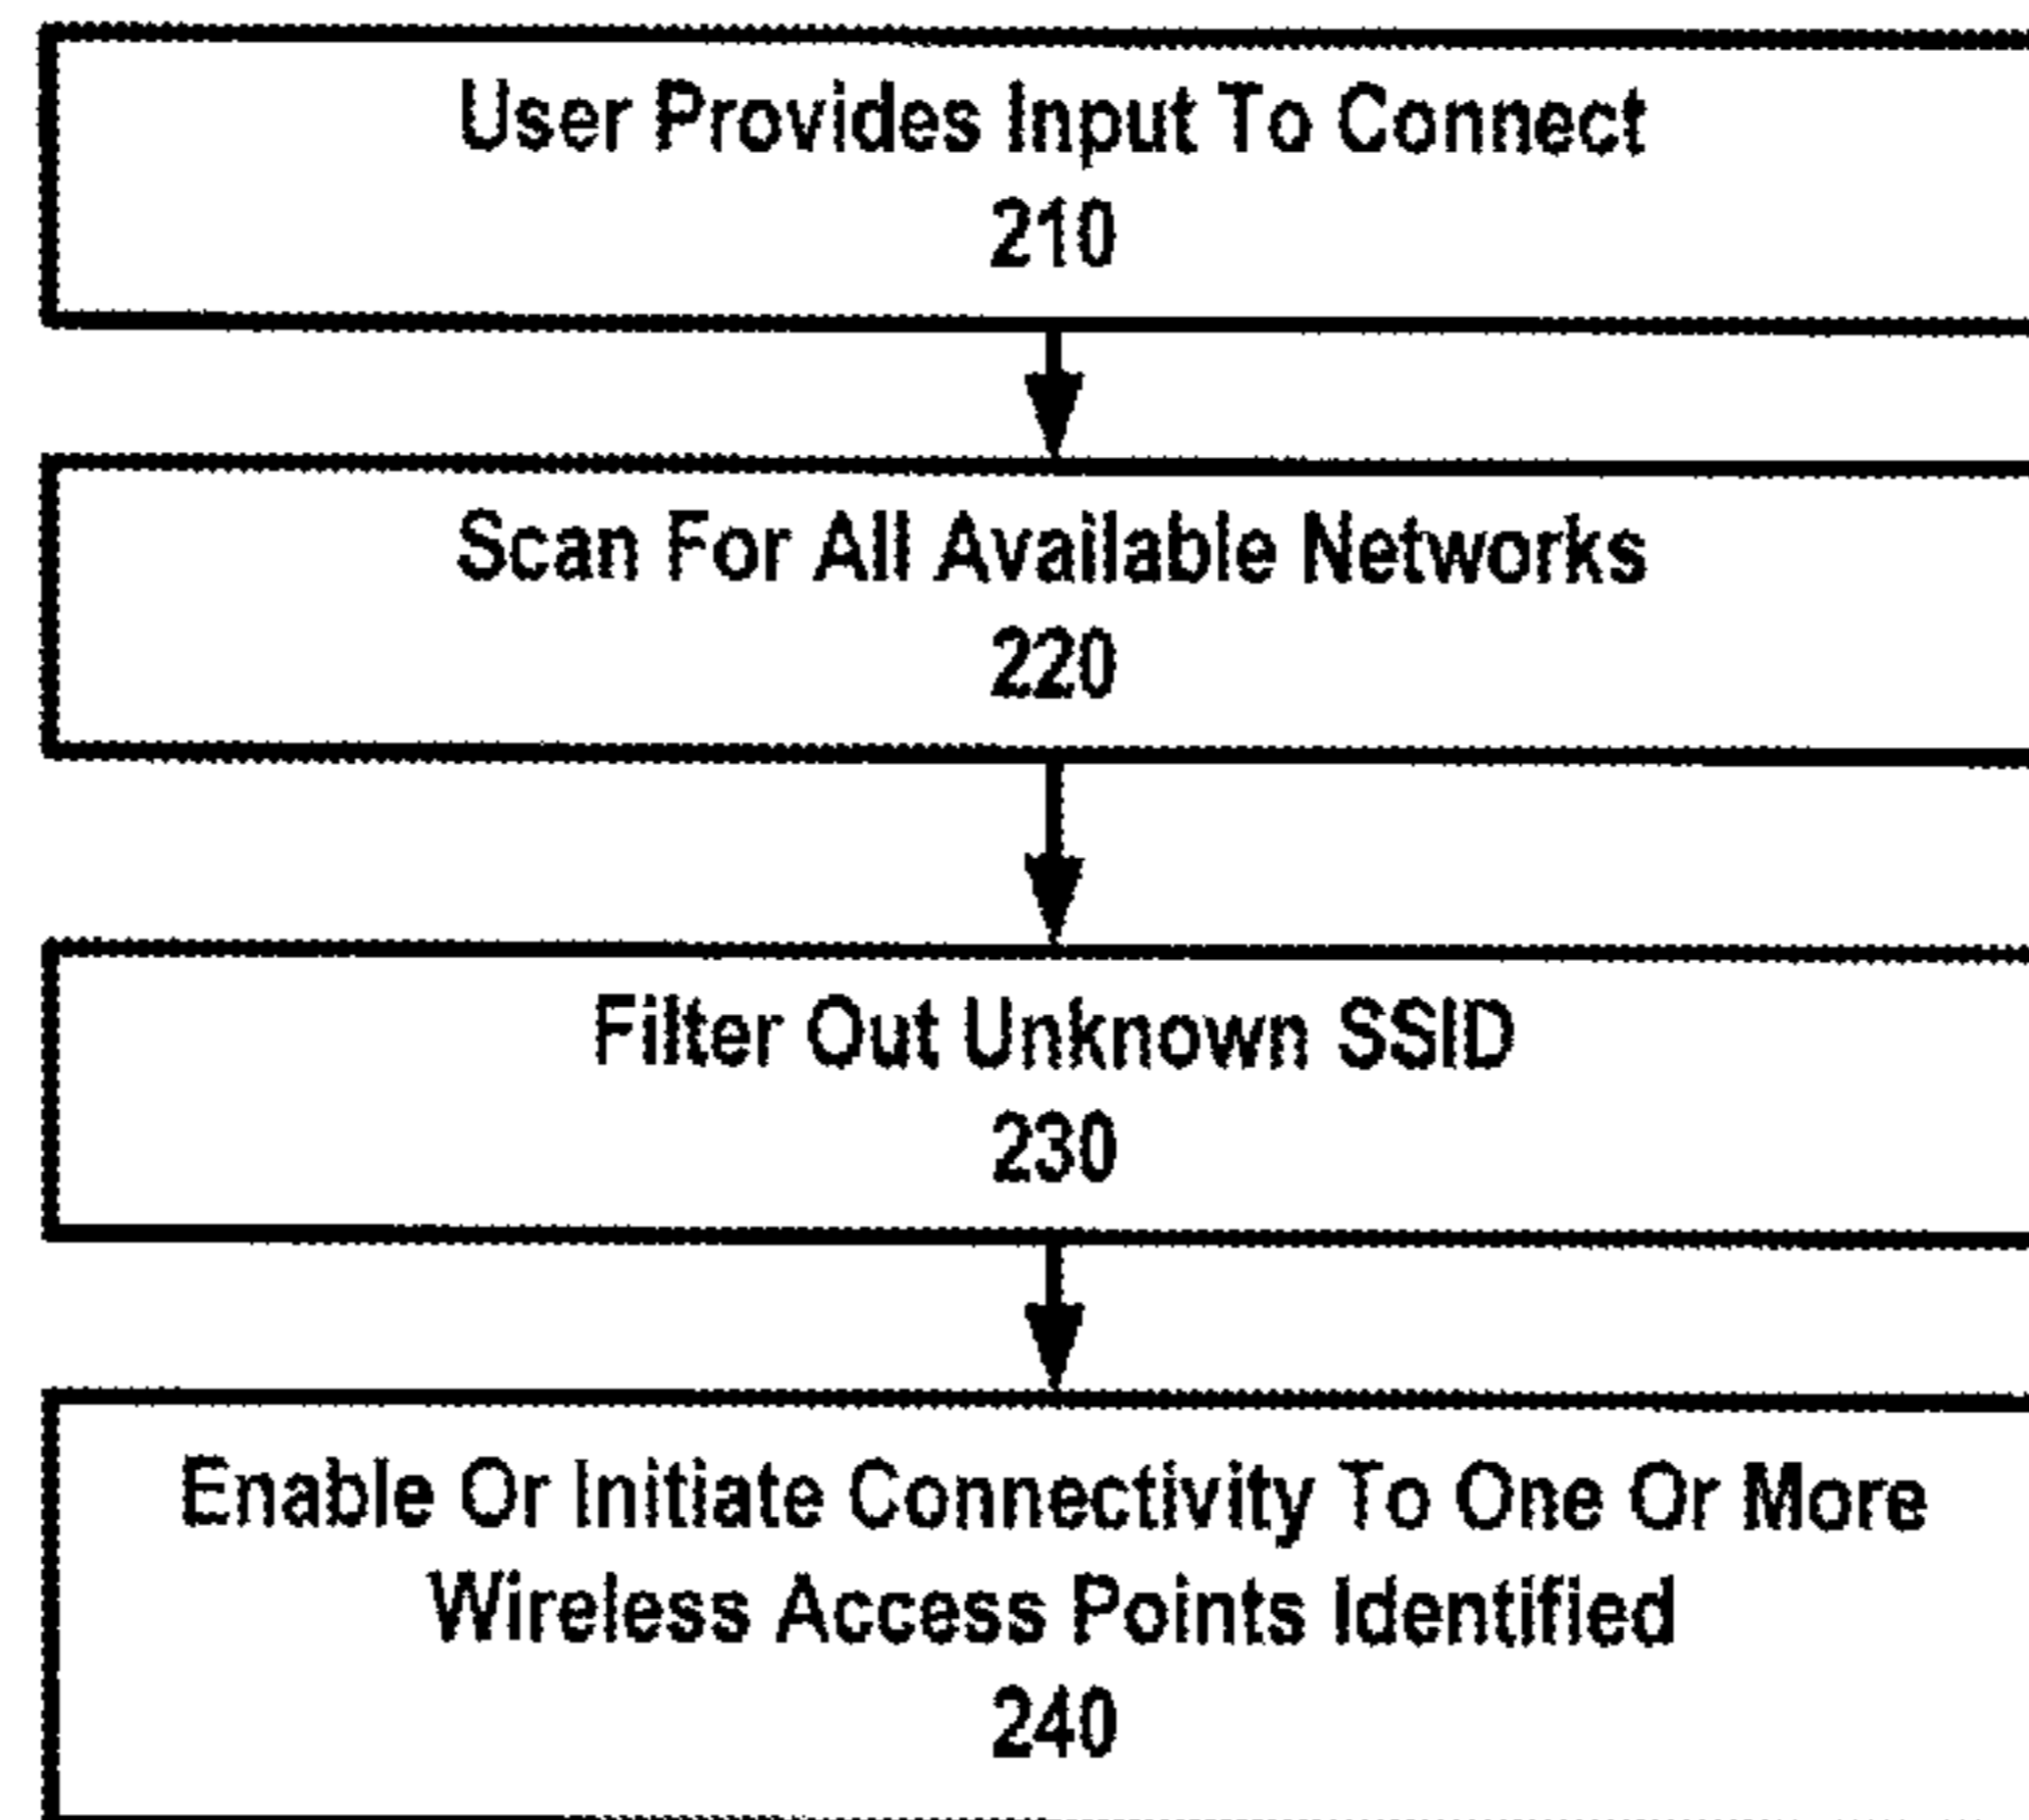 User Provides Input To Connect
210
Scan For All Available Networks
220
Filter Out Unknown SSID
230
Enable Or Initiate Connectivity To One Or More
Wireless Access Points Identified
240